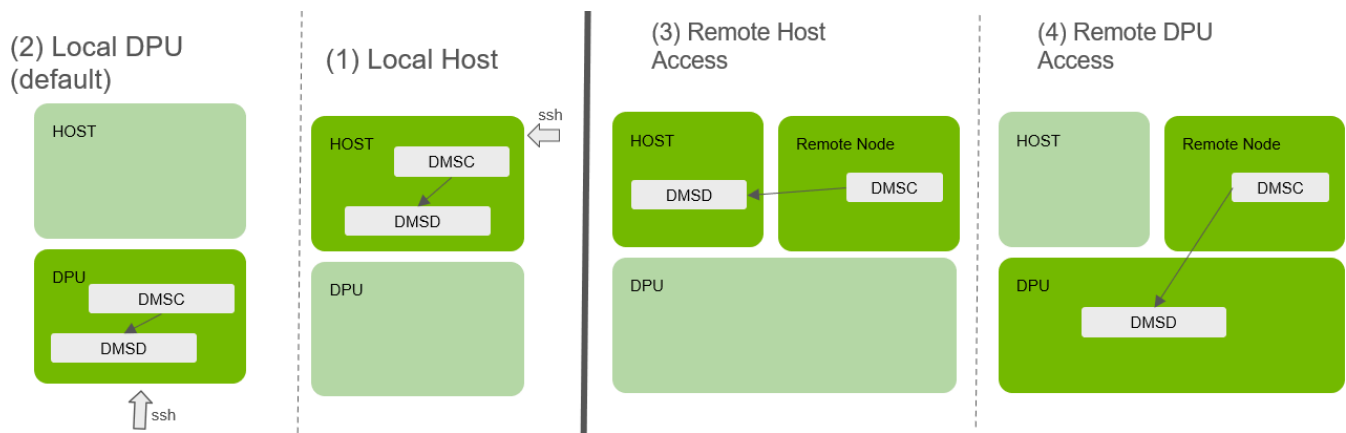 (2) Local DPU
(default)
HOST
DPU
DMSC
DMSD
ssh
(1) Local Host
ssh
HOST
DMSC
DMSD
DPU
(3) Remote Host
Access
HOST
DMSD
Remote Node
DMSC
DPU
(4) Remote DPU
Access
HOST
Remote Node
DMSC
DPU
DMSD